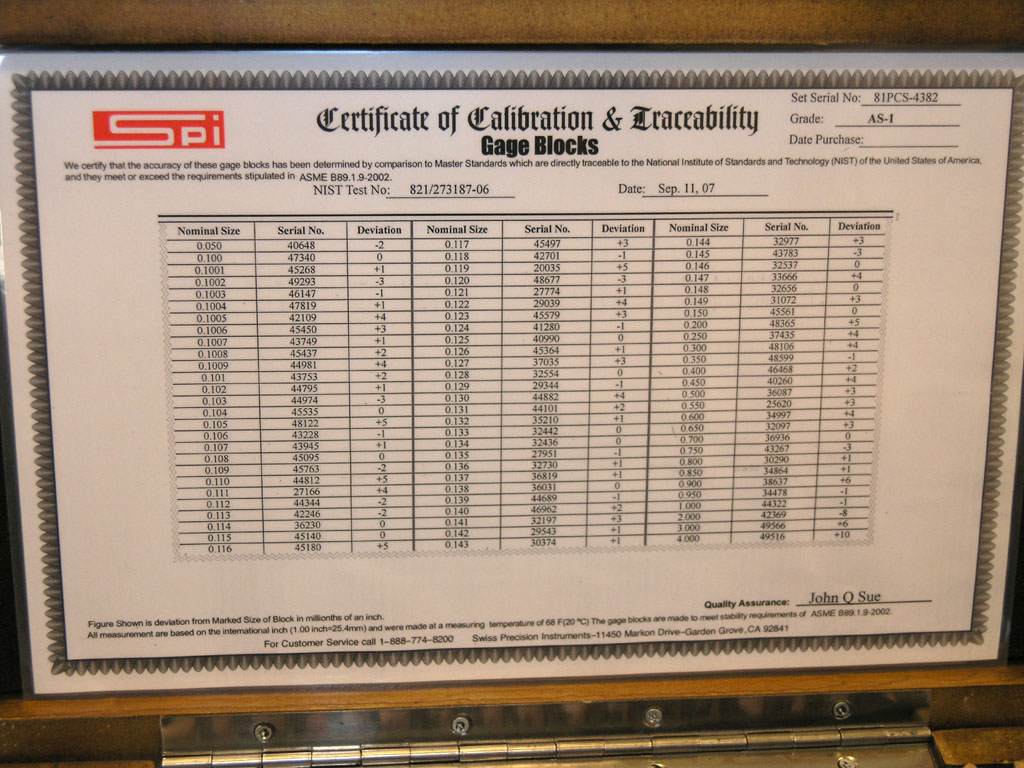 Spi
Certificate of Calibration & Traceability
Gage Blocks
Set Serial No: 81PCS-4382
Grade: AS-1
Date Purchase:
We certify that the accuracy of these gage blocks has been determined by comparison to Master Standards which are directly traceable to the National Institute of Standards and Technology (NIST) of the United States of America,
and they meet or exceed the requirements stipulated in ASME B89.1.9-2002.
NIST Test No: 821/273187-06 Date: Sep. 11, 07
Nominal Size Serial No. Deviation Nominal Size Serial No. Deviation Nominal Size Serial No. Deviation
0.050 40648 -2 0.117 45497 +3 0.144 32977 +3
0.100 47340 0 0.118 42701 -1 0.145 43783 -3
0.1001 45268 +1 0.119 20035 +5 0.146 32537 0
0.1002 49293 -3 0.120 48677 -3 0.147 33666 +4
0.1003 46147 -1 0.121 27774 +1 0.148 32656 0
0.1004 47819 +1 0.122 29039 +4 0.149 31072 +3
0.1005 42109 +4 0.123 45579 +3 0.150 45561 0
0.1006 45450 +3 0.124 41280 -1 0.200 48365 +5
0.1007 43749 +1 0.125 40990 0 0.250 37435 +4
0.1008 45437 +2 0.126 45364 +1 0.300 48106 +4
0.1009 44981 +4 0.127 37035 +3 0.350 48599 -1
0.101 43753 +2 0.128 32554 0 0.400 46468 +2
0.102 44795 +1 0.129 29344 -1 0.450 40260 +4
0.103 44974 -3 0.130 44882 +4 0.500 36087 +3
0.104 45535 0 0.131 44101 +2 0.550 25620 +3
0.105 48122 +5 0.132 35210 +1 0.600 34997 +4
0.106 43228 -1 0.133 32442 0 0.650 32097 +3
0.107 43945 +1 0.134 32436 0 0.700 36936 0
0.108 45095 0 0.135 27951 -1 0.750 43267 -3
0.109 45763 -2 0.136 32730 +1 0.800 30290 +1
0.110 44812 +5 0.137 36819 +1 0.850 34864 +1
0.111 27166 +4 0.138 36031 0 0.900 38637 +6
0.112 44344 -2 0.139 44689 -1 0.950 34478 -1
0.113 42246 -2 0.140 46962 +2 1.000 44322 -1
0.114 36230 0 0.141 32197 +3 2.000 42369 -8
0.115 45140 0 0.142 29543 +1 3.000 49566 +6
0.116 45180 +5 0.143 30374 +1 4.000 49516 +10
Quality Assurance: John Q Sue
Figure Shown is deviation from Marked Size of Block in millionths of an inch.
All measurement are based on the international inch (1.00 inch=25.4mm) and were made at a measuring temperature of 68 F(20 ºC) The gage blocks are made to meet stability requirements of ASME B89.1.9-2002.
For Customer Service call 1-888-774-8200 Swiss Precision Instruments-11450 Markon Drive-Garden Grove,CA 92841